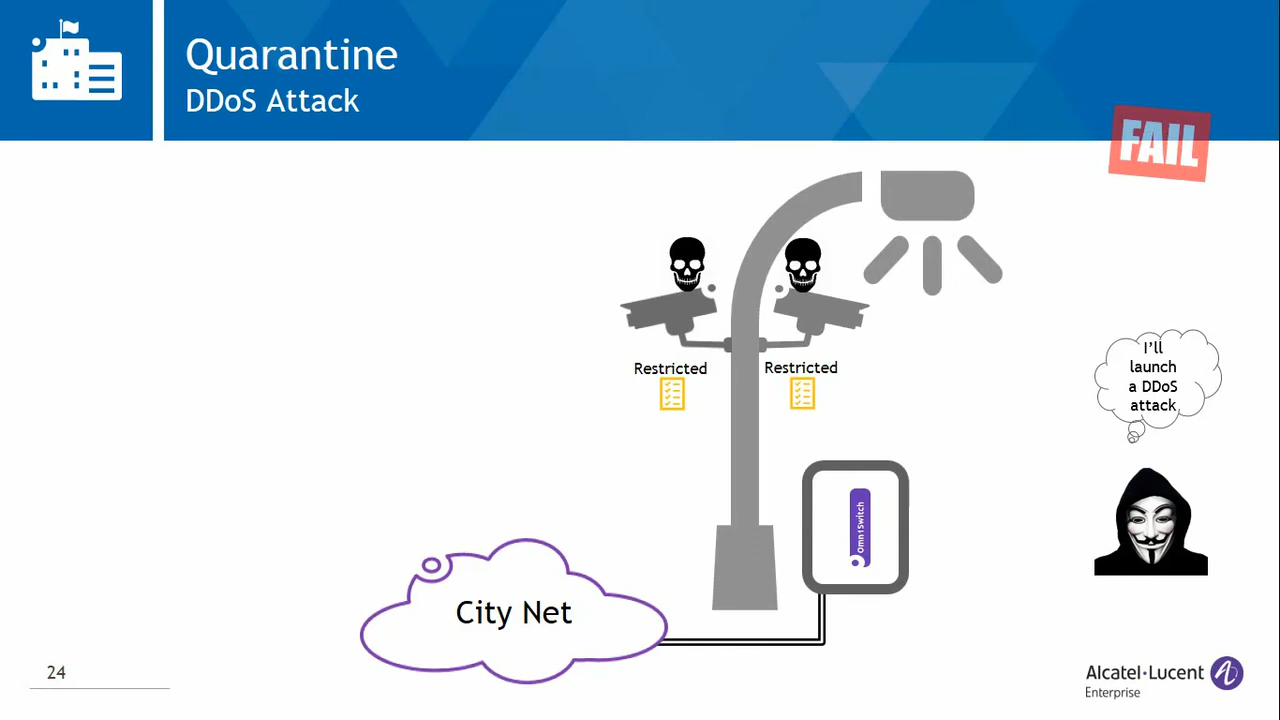 Quarantine
DDoS Attack
FAIL
Restricted
Restricted
I'll
launch
a DDoS
attack
Omniswitch
City Net
24
Alcatel·Lucent
Enterprise